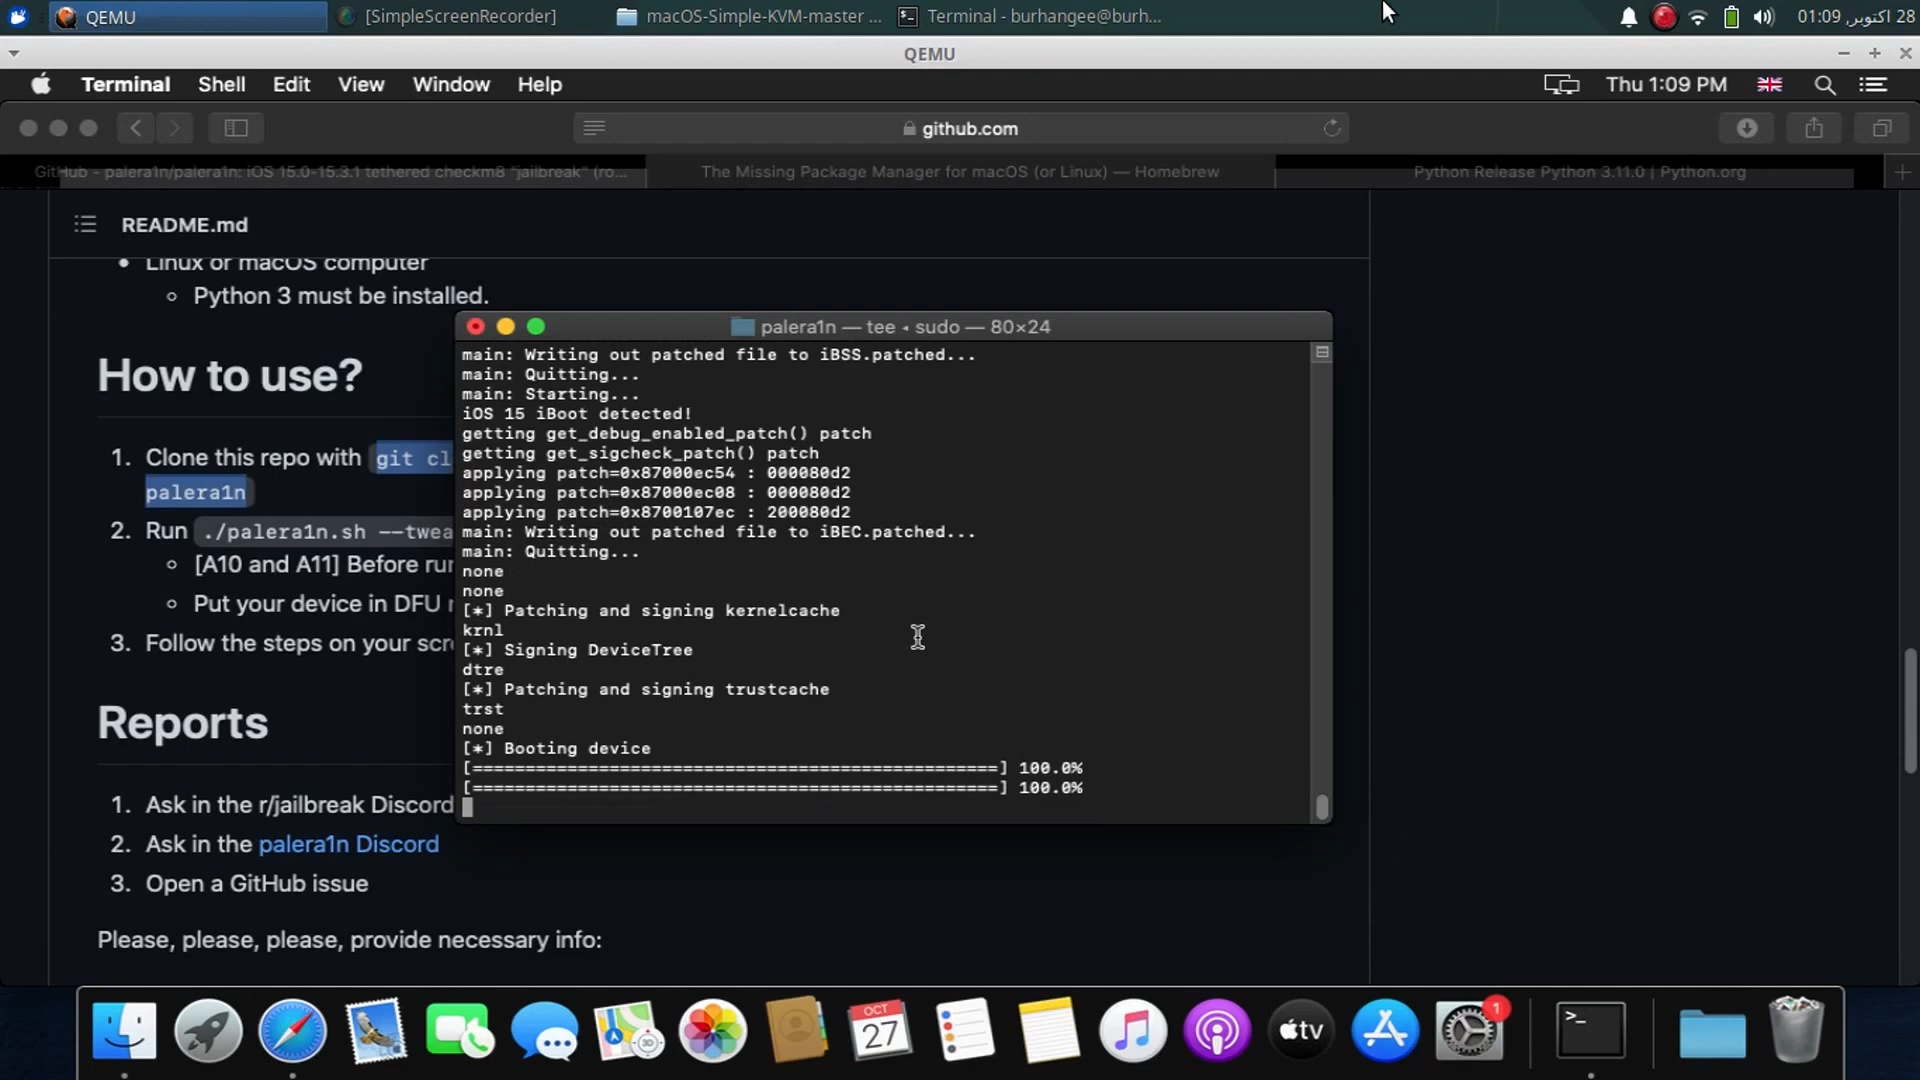 QEMU
[SimpleScreenRecorder]
macOS-Simple-KVM-master ...
Terminal - burhangee@burh...
28 اکتوبر, 01:09
QEMU
Terminal Shell Edit View Window Help
Thu 1:09 PM
github.com
GitHub - palera1n/palera1n: iOS 15.0-15.3.1 tethered checkm8 "jailbreak" (ro...
The Missing Package Manager for macOS (or Linux) — Homebrew
Python Release Python 3.11.0 | Python.org
README.md
Linux or macOS computer
Python 3 must be installed.
How to use?
1. Clone this repo with git cl
palera1n
2. Run ./palera1n.sh --twea
[A10 and A11] Before run
Put your device in DFU
3. Follow the steps on your scre
Reports
1. Ask in the r/jailbreak Discord
2. Ask in the palera1n Discord
3. Open a GitHub issue
Please, please, please, provide necessary info:
palera1n — tee ◂ sudo — 80×24
main: Writing out patched file to iBSS.patched...
main: Quitting...
main: Starting...
iOS 15 iBoot detected!
getting get_debug_enabled_patch() patch
getting get_sigcheck_patch() patch
applying patch=0x87000ec54 : 000080d2
applying patch=0x87000ec08 : 000080d2
applying patch=0x8700107ec : 200080d2
main: Writing out patched file to iBEC.patched...
main: Quitting...
none
none
[*] Patching and signing kernelcache
krnl
[*] Signing DeviceTree
dtre
[*] Patching and signing trustcache
trst
none
[*] Booting device
[==================================================] 100.0%
[==================================================] 100.0%
3D
OCT
27
tv
1
>_